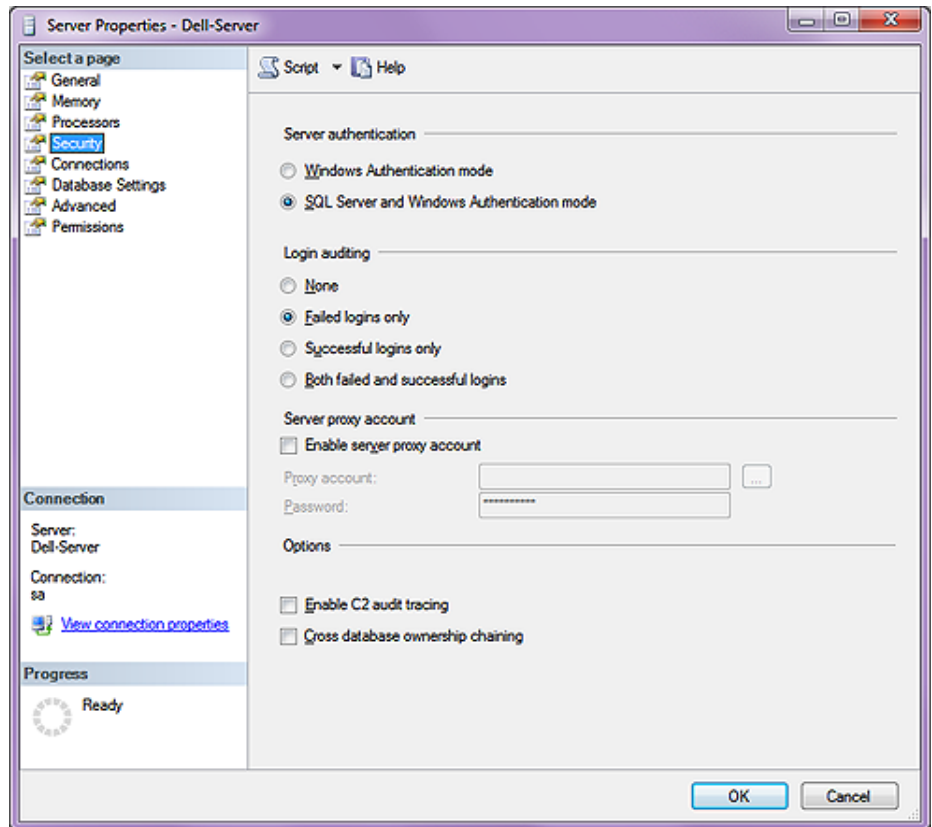 Server Properties - Dell-Server
Select a page
General
Memory
Processors
Security
Connections
Database Settings
Advanced
Permissions
Connection
Server:
Dell-Server
Connection:
sa
View connection properties
Progress
Ready
Script
Help
Server authentication
Windows Authentication mode
SQL Server and Windows Authentication mode
Login auditing
None
Failed logins only
Successful logins only
Both failed and successful logins
Server proxy account
Enable server proxy account
Proxy account:
...
Password:
**********
Options
Enable C2 audit tracing
Cross database ownership chaining
OK
Cancel